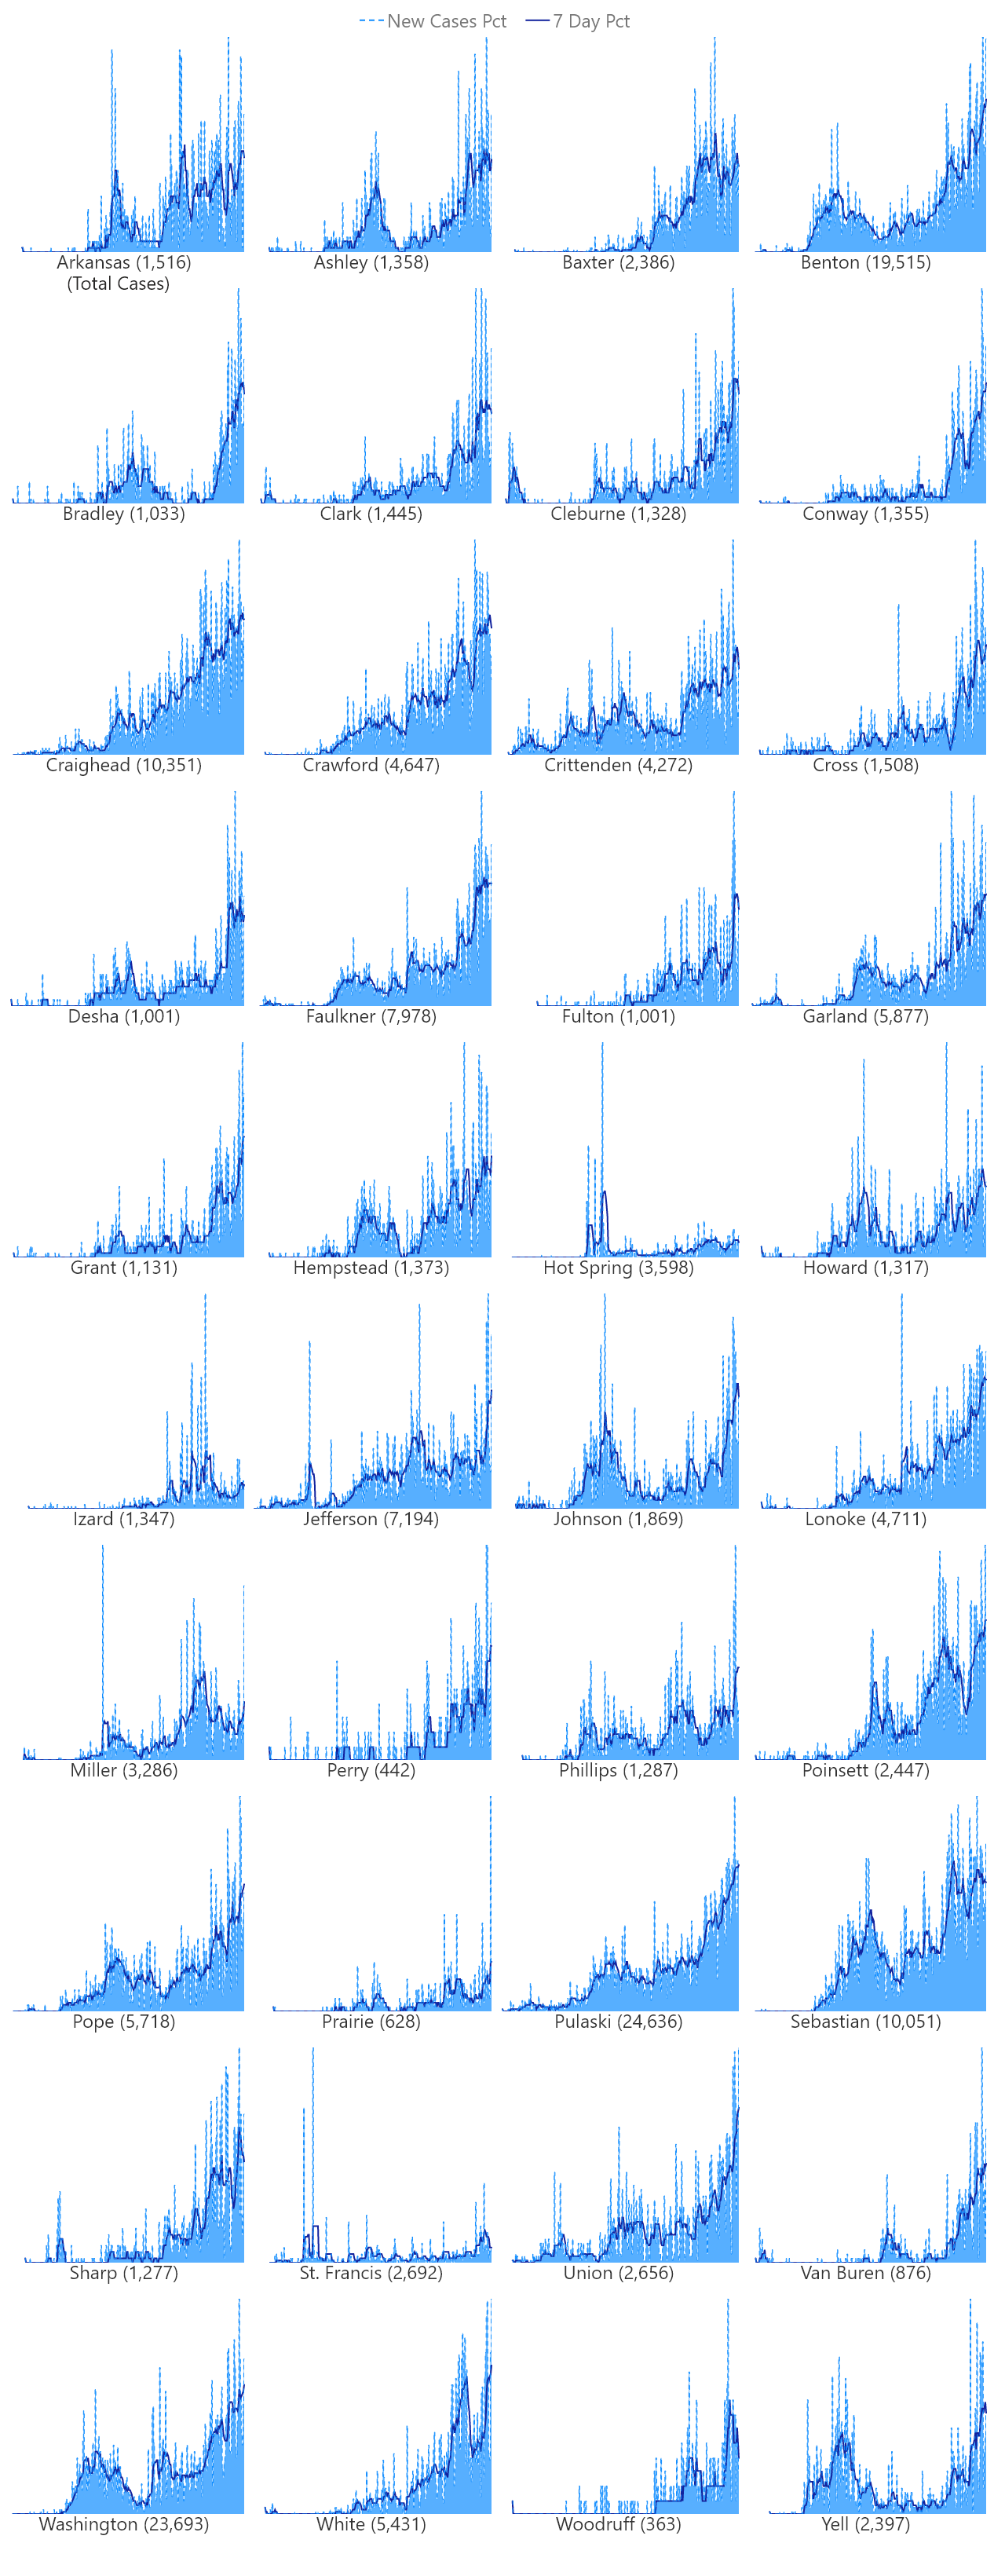 New Cases Pct 7 Day Pct
Arkansas (1,516) Ashley (1,358) Baxter (2,386) Benton (19,515)
(Total Cases)
Bradley (1,033) Clark (1,445) Cleburne (1,328) Conway (1,355)
Craighead (10,351) Crawford (4,647) Crittenden (4,272) Cross (1,508)
Desha (1,001) Faulkner (7,978) Fulton (1,001) Garland (5,877)
Grant (1,131) Hempstead (1,373) Hot Spring (3,598) Howard (1,317)
Izard (1,347) Jefferson (7,194) Johnson (1,869) Lonoke (4,711)
Miller (3,286) Perry (442) Phillips (1,287) Poinsett (2,447)
Pope (5,718) Prairie (628) Pulaski (24,636) Sebastian (10,051)
Sharp (1,277) St. Francis (2,692) Union (2,656) Van Buren (876)
Washington (23,693) White (5,431) Woodruff (363) Yell (2,397)